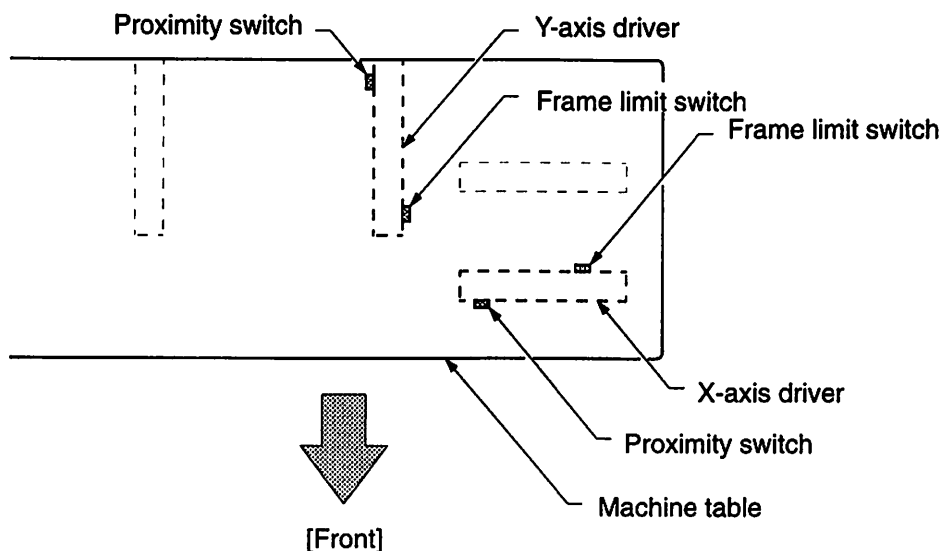 Proximity switch
Y-axis driver
Frame limit switch
Frame limit switch
X-axis driver
Proximity switch
Machine table
[Front]